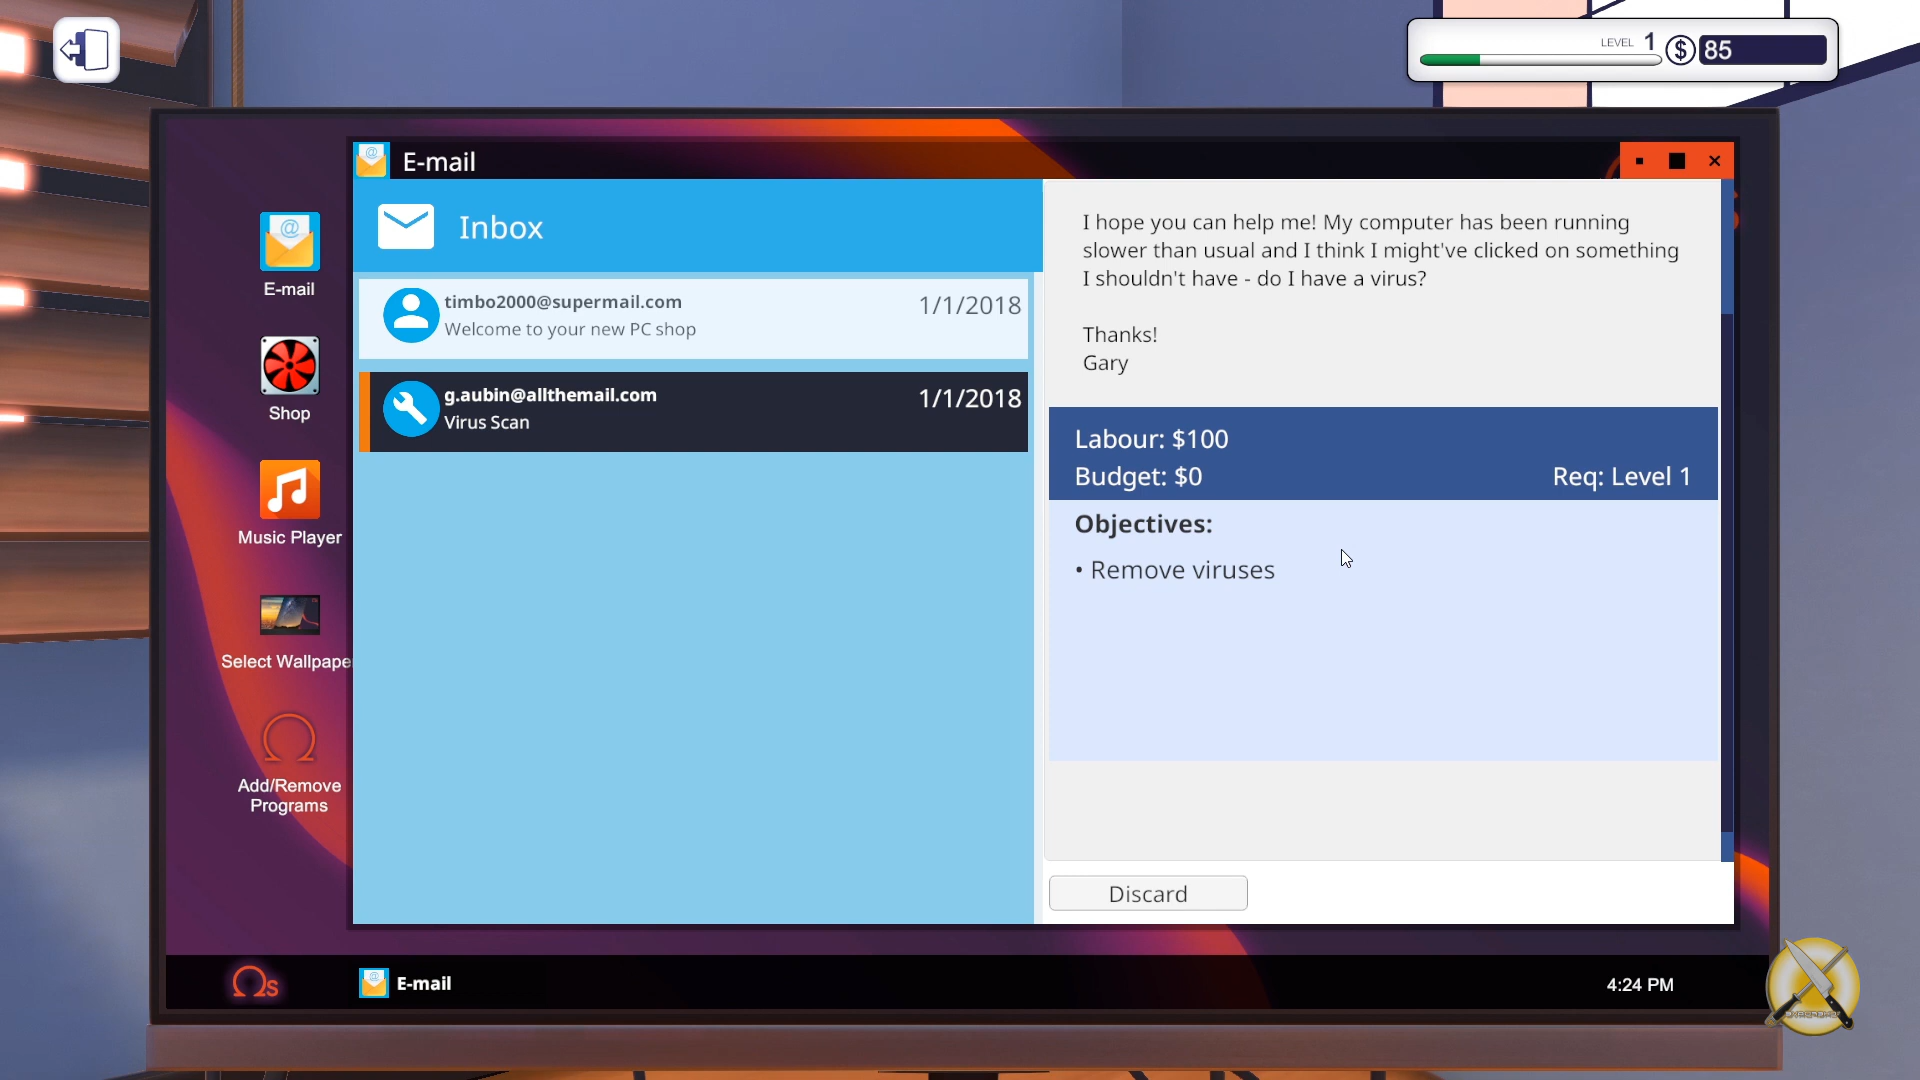 LEVEL 1
$ 85
E-mail
Inbox
timbo2000@supermail.com
1/1/2018
Welcome to your new PC shop
g.aubin@allthemail.com
1/1/2018
Virus Scan
I hope you can help me! My computer has been running
slower than usual and I think I might've clicked on something
I shouldn't have - do I have a virus?
Thanks!
Gary
Labour: $100
Budget: $0
Req: Level 1
Objectives:
• Remove viruses
Discard
E-mail
Shop
Music Player
Select Wallpape
Add/Remove
Programs
Ωs
E-mail
4:24 PM